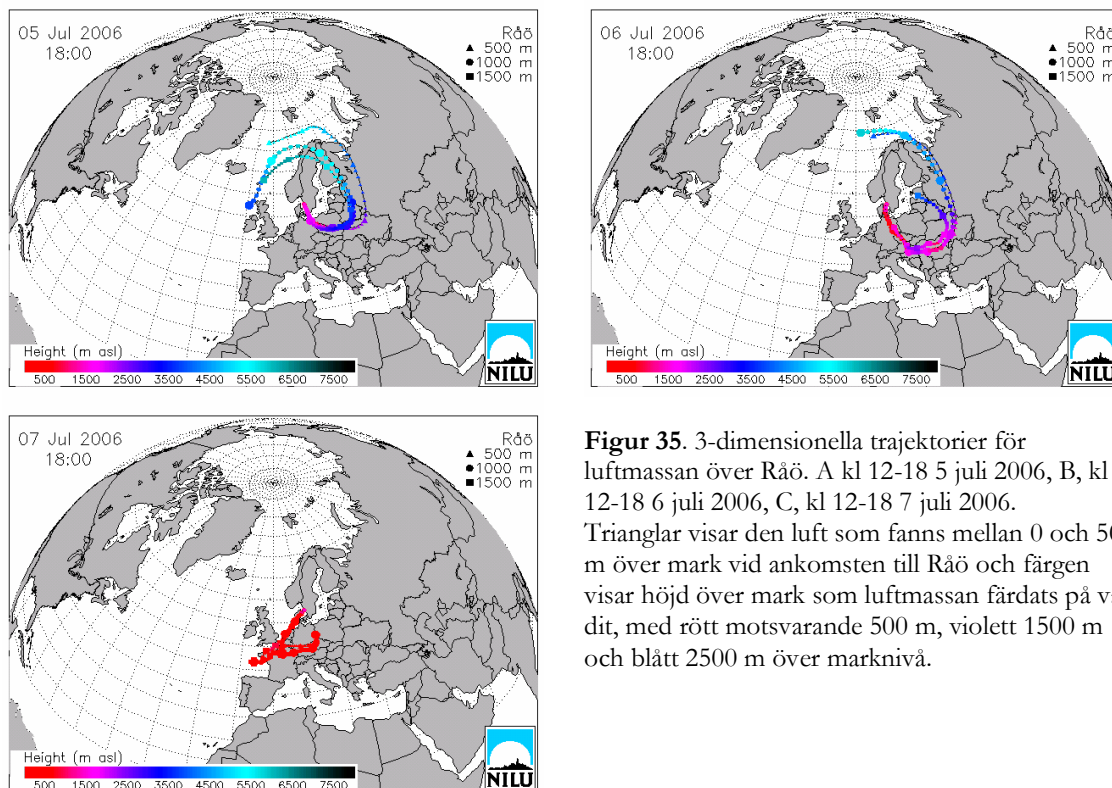 05 Jul 2006
18:00
Råö
▲ 500 m
● 1000 m
■ 1500 m
Height (m asl)
500 1500 2500 3500 4500 5500 6500 7500
NILU
06 Jul 2006
18:00
Råö
▲ 500 m
● 1000 m
■ 1500 m
Height (m asl)
500 1500 2500 3500 4500 5500 6500 7500
NILU
07 Jul 2006
18:00
Råö
▲ 500 m
● 1000 m
■ 1500 m
Height (m asl)
500 1500 2500 3500 4500 5500 6500 7500
NILU
Figur 35. 3-dimensionella trajektorier för
luftmassan över Råö. A kl 12-18 5 juli 2006, B, kl
12-18 6 juli 2006, C, kl 12-18 7 juli 2006.
Trianglar visar den luft som fanns mellan 0 och
m över mark vid ankomsten till Råö och färgen
visar höjd över mark som luftmassan färdats på
dit, med rött motsvarande 500 m, violett 1500 m
och blått 2500 m över marknivå.